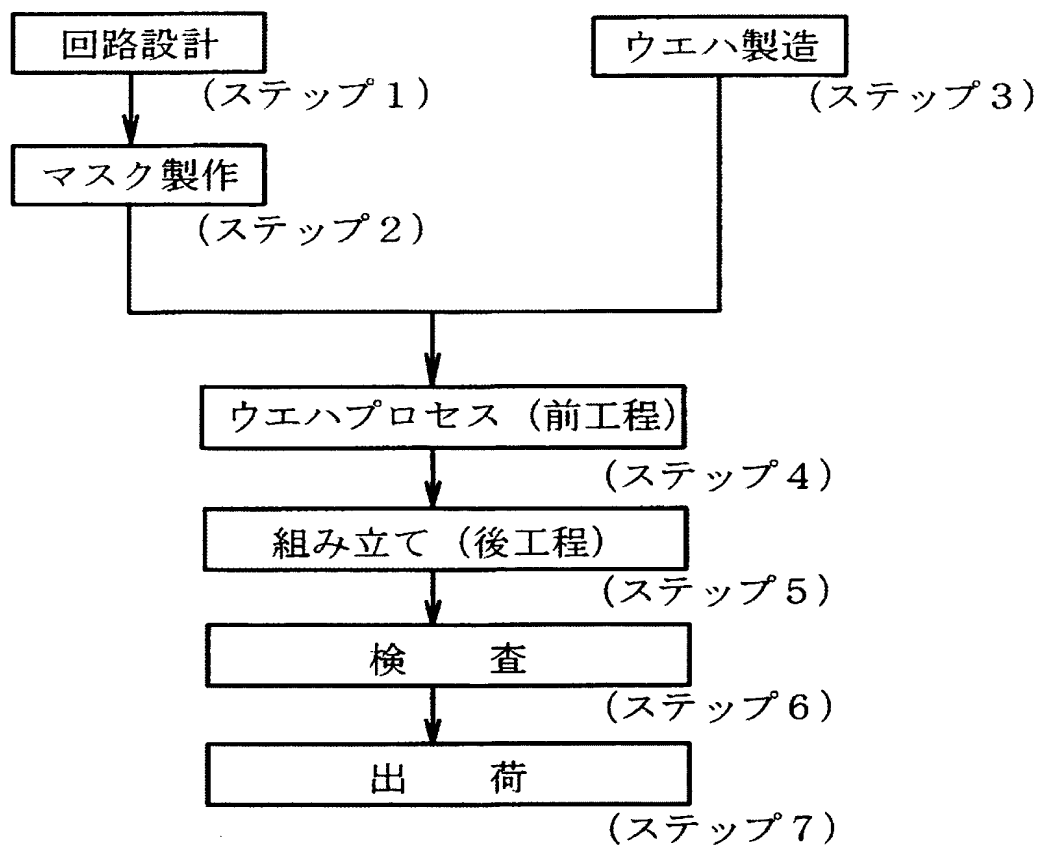 回路設計
(ステップ1)
ウエハ製造
(ステップ3)
マスク製作
(ステップ2)
ウエハプロセス(前工程)
(ステップ4)
組み立て(後工程)
(ステップ5)
検 査
(ステップ6)
出 荷
(ステップ7)